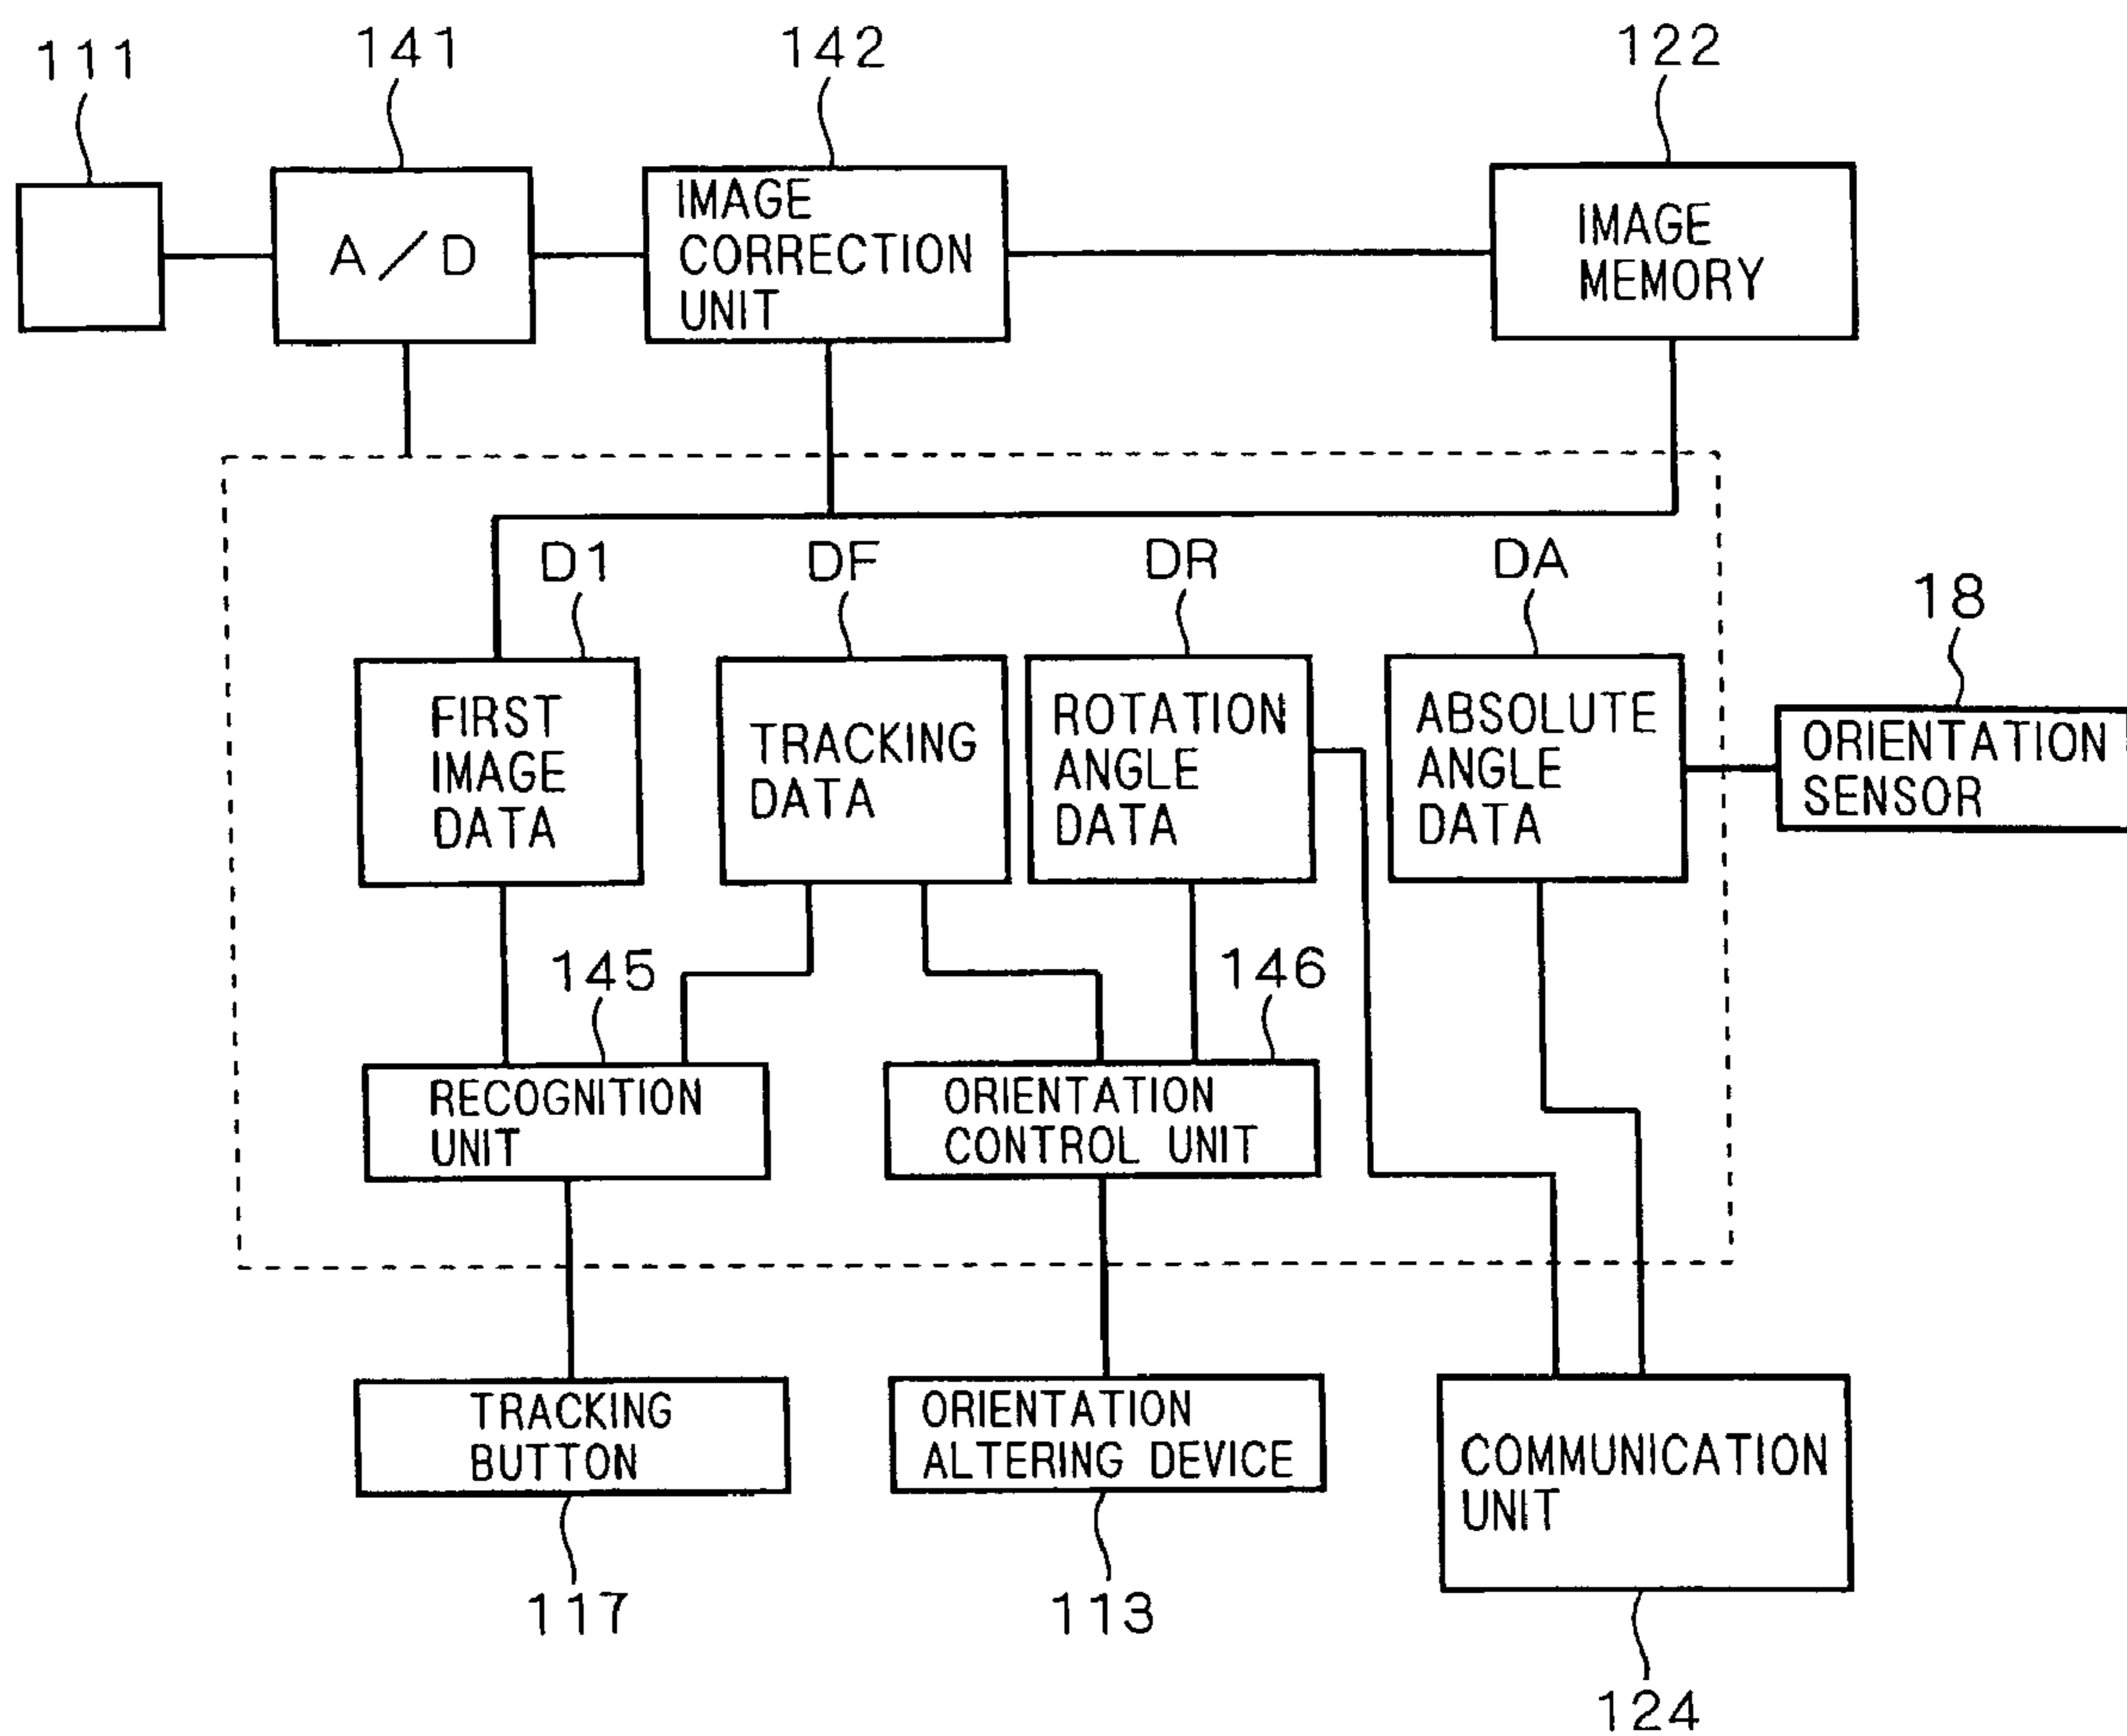 111
141
142
122
A/D
IMAGE
CORRECTION
UNIT
IMAGE
MEMORY
D1
DF
DR
DA
18
FIRST
IMAGE
DATA
TRACKING
DATA
ROTATION
ANGLE
DATA
ABSOLUTE
ANGLE
DATA
ORIENTATION
SENSOR
145
146
RECOGNITION
UNIT
ORIENTATION
CONTROL UNIT
TRACKING
BUTTON
ORIENTATION
ALTERING DEVICE
COMMUNICATION
UNIT
117
113
124